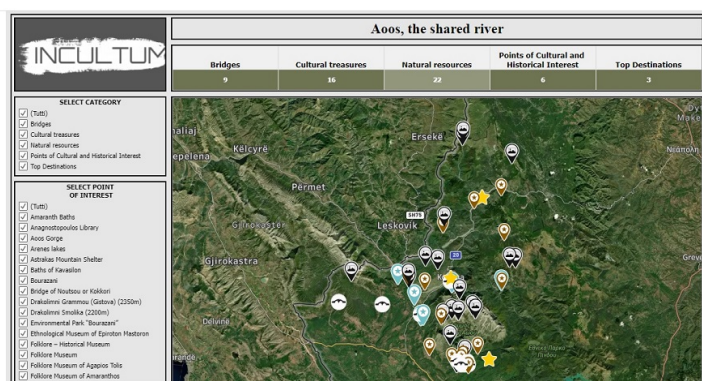 INCULTUM
Aoos, the shared river
Bridges
Cultural treasures
Natural resources
Points of Cultural and
Historical Interest
Top Destinations
9
16
22
6
3
SELECT CATEGORY
(Tutti)
Bridges
Cultural treasures
Natural resources
Points of Cultural and Historical Interest
Top Destinations
SELECT POINT
OF INTEREST
(Tutti)
Amaranth Baths
Anagnostopoulos Library
Aoos Gorge
Arenes lakes
Astrakas Mountain Shelter
Baths of Kavasilon
Bourazani
Bridge of Noutsou or Kokkori
Drakolimni Grammou (Gistova) (2350m)
Drakolimni Smolika (2200m)
Environmental Park "Bourazani"
Ethnological Museum of Epiroton Mastoron
Folklore – Historical Museum
Folklore Museum
Folklore Museum of Agapios Tolis
Folklore Museum of Amaranthos
Ersekë
Këlcyrë
Përmet
SH75
Leskovik
Gjirokastër
Gjirokastra
20
Delvinë
Νεάπολη